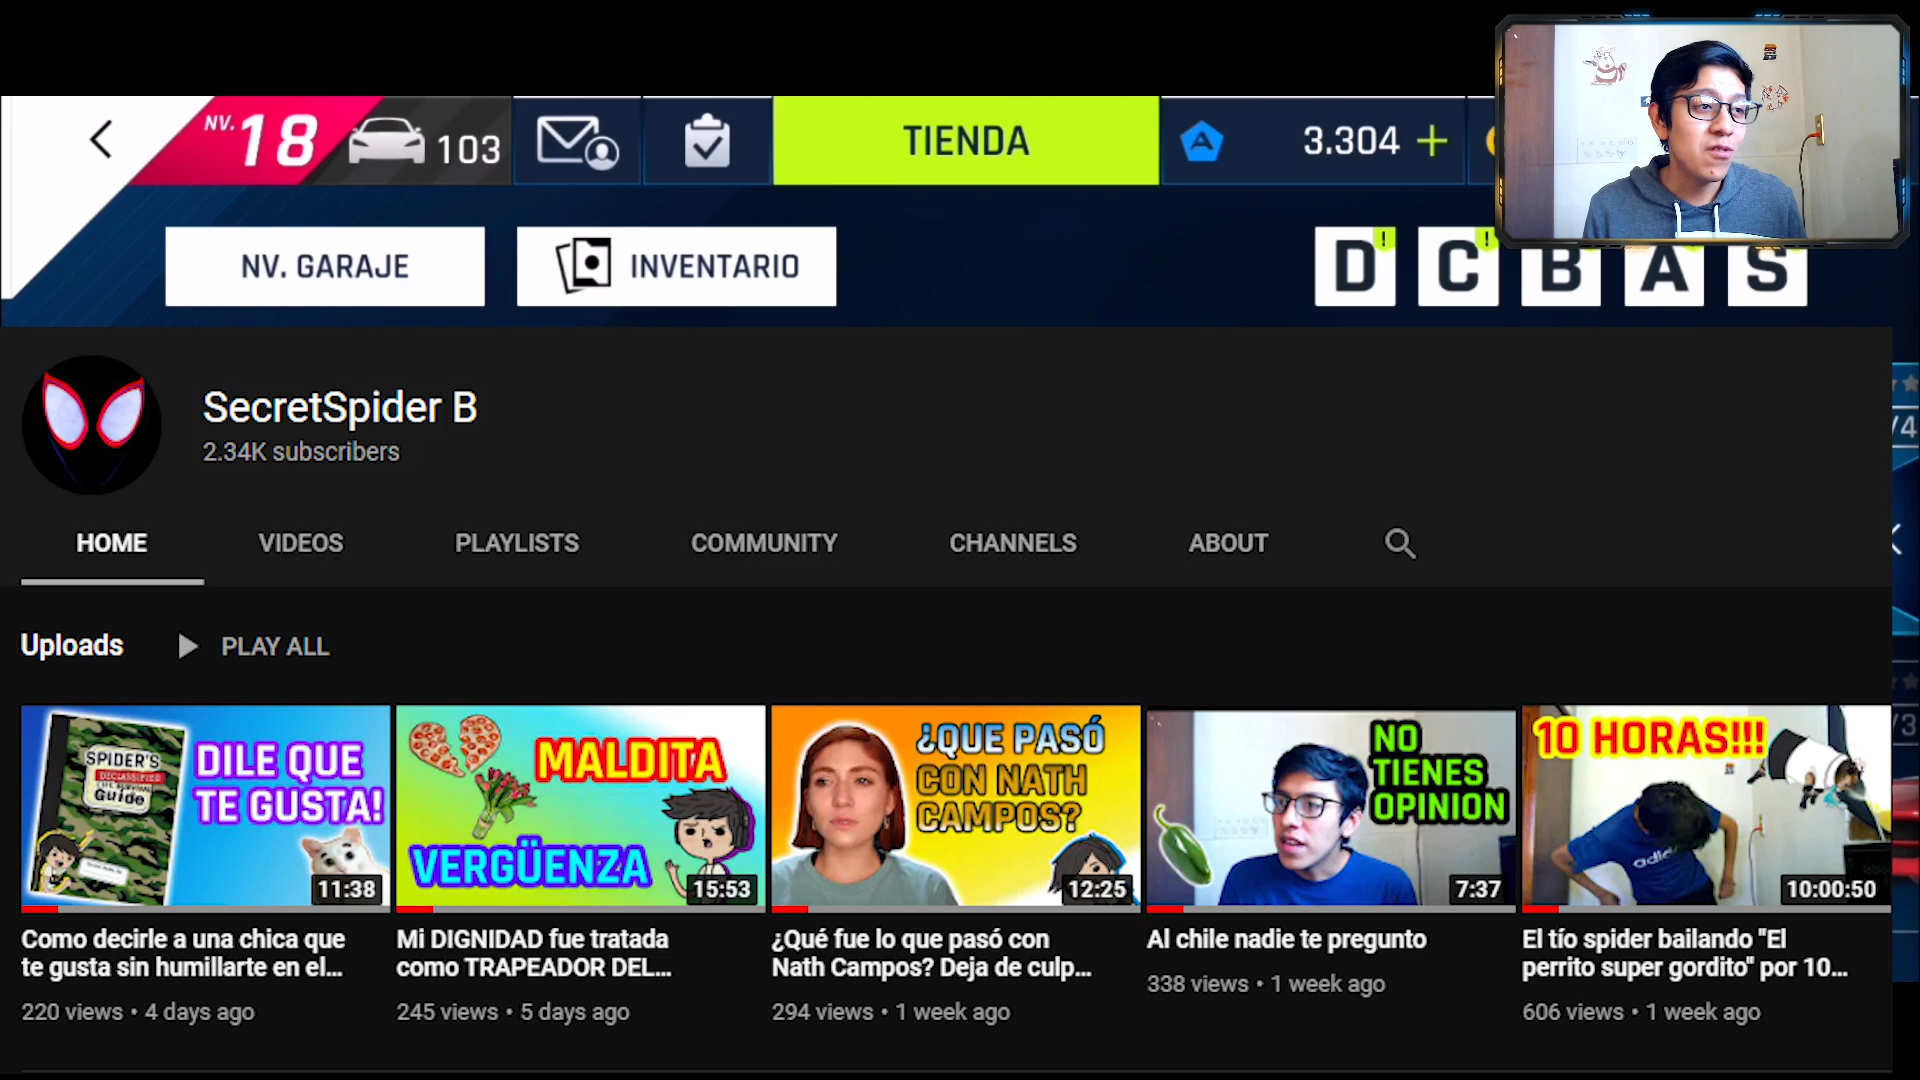 NV. 18
103
TIENDA
3.304 +
NV. GARAJE
INVENTARIO
D C B A S
SecretSpider B
2.34K subscribers
HOME VIDEOS PLAYLISTS COMMUNITY CHANNELS ABOUT
Uploads PLAY ALL
SPIDER'S
DECLASSIFIED
Guide
DILE QUE
TE GUSTA!
11:38
MALDITA
VERGÜENZA
15:53
¿QUE PASÓ
CON NATH
CAMPOS?
12:25
NO
TIENES
OPINION
7:37
10 HORAS!!!
10:00:50
Como decirle a una chica que
te gusta sin humillarte en el...
220 views • 4 days ago
Mi DIGNIDAD fue tratada
como TRAPEADOR DEL...
245 views • 5 days ago
¿Qué fue lo que pasó con
Nath Campos? Deja de culp...
294 views • 1 week ago
Al chile nadie te pregunto
338 views • 1 week ago
El tío spider bailando "El
perrito super gordito" por 10...
606 views • 1 week ago
/4